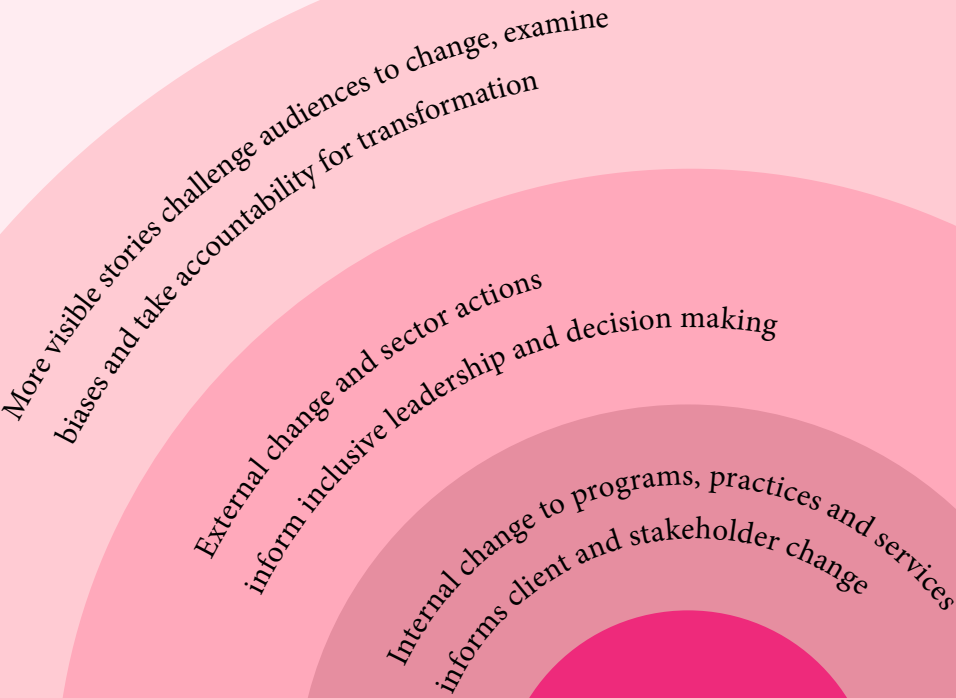 More visible stories challenge audiences to change, examine
biases and take accountability for transformation
External change and sector actions
inform inclusive leadership and decision making
Internal change to programs, practices and services
informs client and stakeholder change